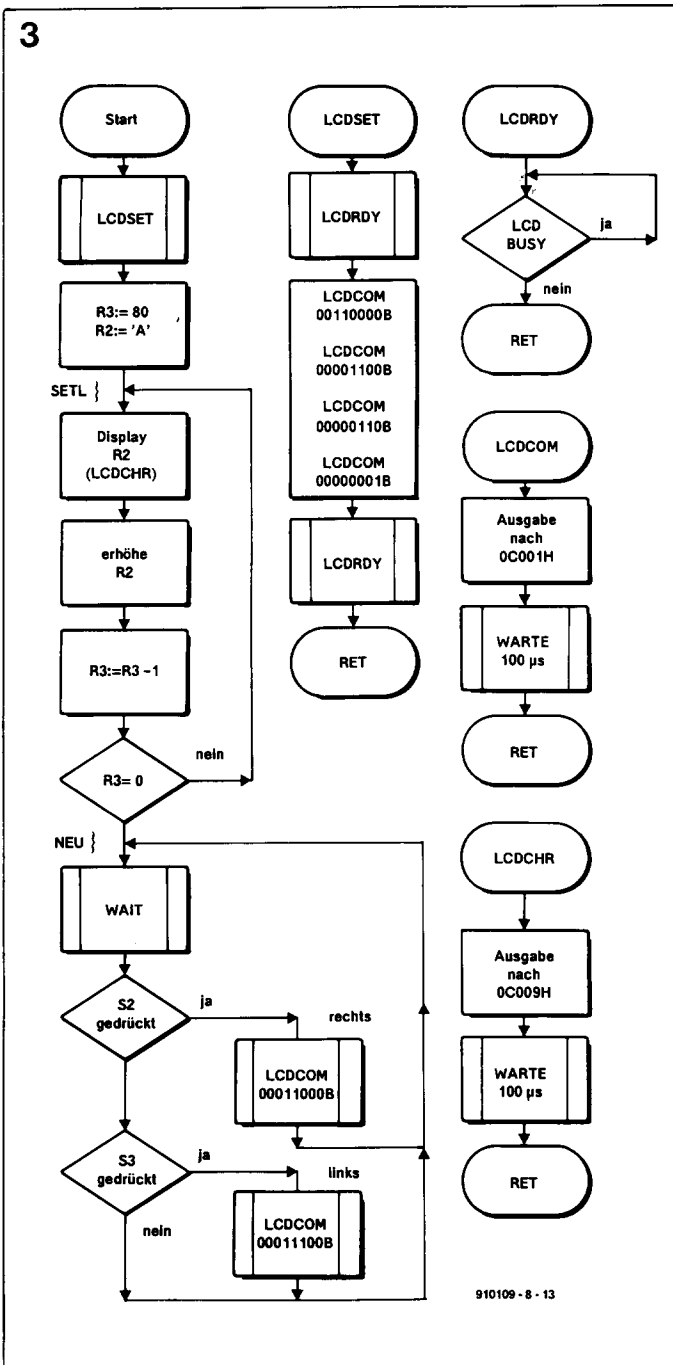 3
Start
LCDSET
R3:= 80
R2:= 'A'
SETL
Display
R2
(LCDCHR)
erhöhe
R2
R3:=R3 -1
nein
R3= 0
NEU
WAIT
S2
gedrückt
ja
rechts
LCDCOM
00011000B
S3
gedrückt
ja
links
nein
LCDCOM
00011100B
LCDSET
LCDRDY
LCDCOM
00110000B
LCDCOM
00001100B
LCDCOM
00000110B
LCDCOM
00000001B
LCDRDY
RET
LCDRDY
LCD
BUSY
ja
nein
RET
LCDCOM
Ausgabe
nach
0C001H
WARTE
100 µs
RET
LCDCHR
Ausgabe
nach
0C009H
WARTE
100 µs
RET
910109 - 8 - 13